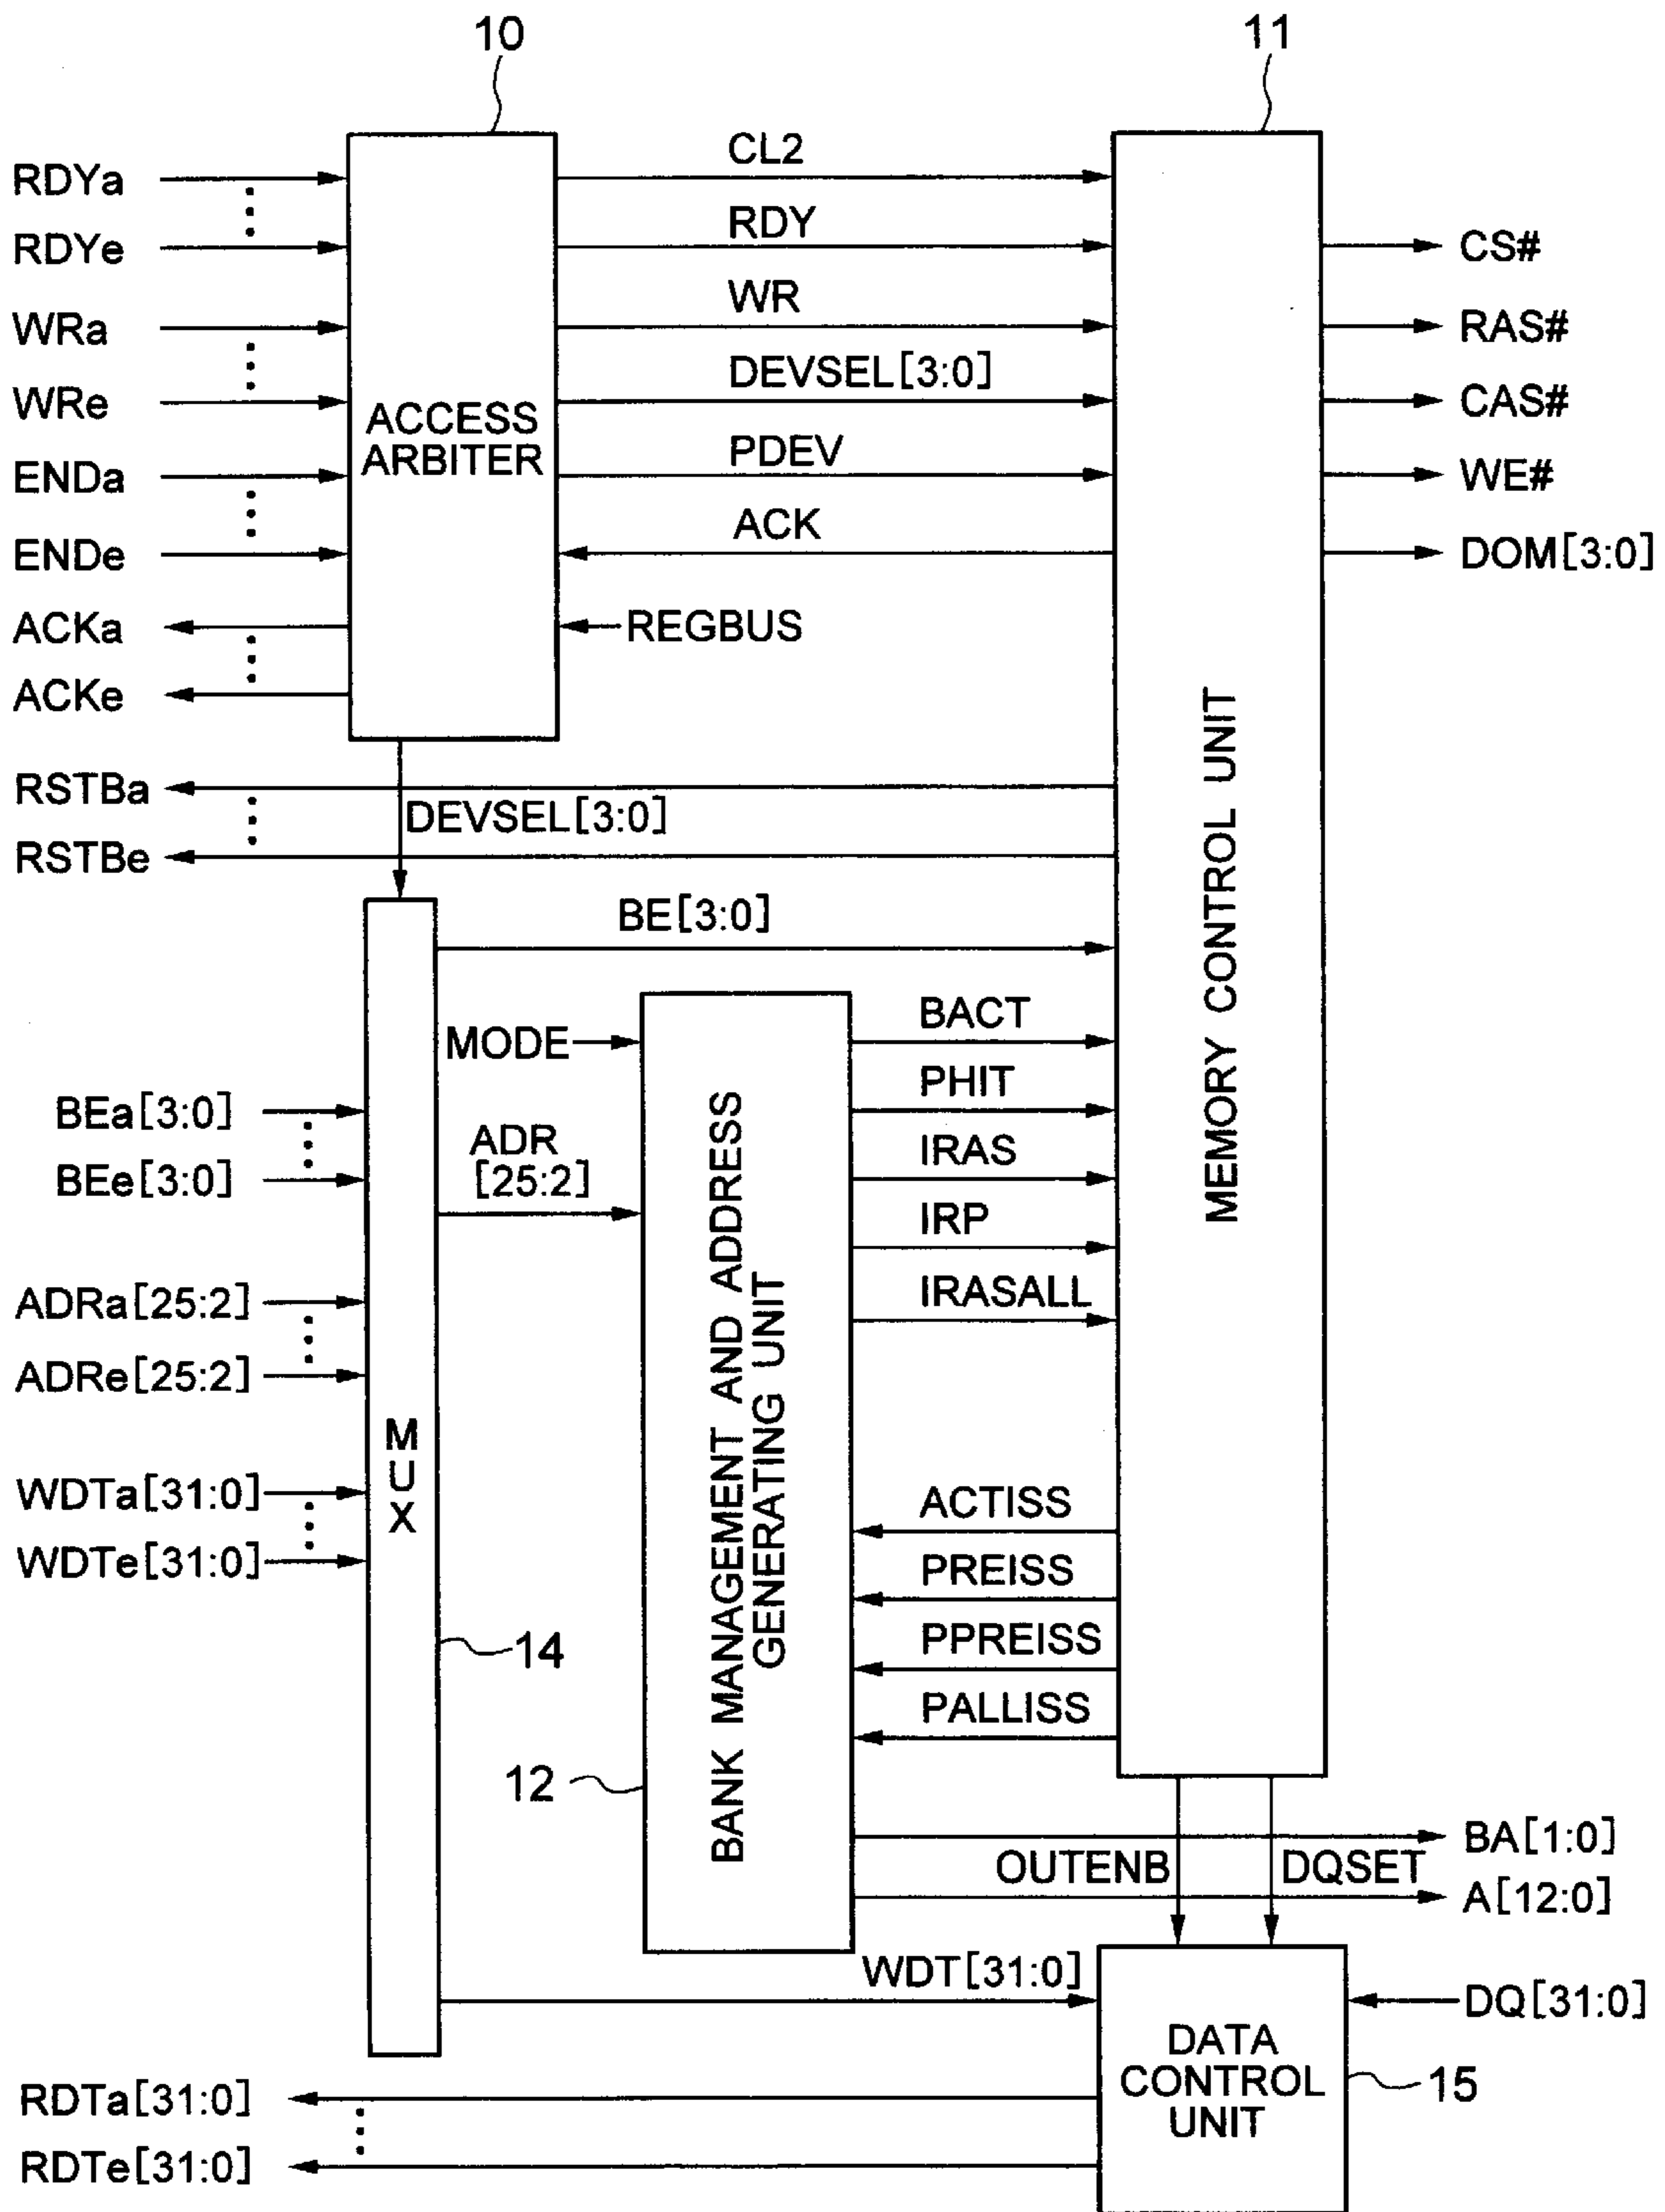 10
11
RDYa
RDYe
WRa
WRe
ENDa
ENDe
ACKa
ACKe
ACCESS
ARBITER
CL2
RDY
WR
DEVSEL[3:0]
PDEV
ACK
REGBUS
CS#
RAS#
CAS#
WE#
DOM[3:0]
MEMORY CONTROL UNIT
RSTBa
RSTBe
DEVSEL[3:0]
BE[3:0]
MODE
ADR
[25:2]
BEa[3:0]
BEe[3:0]
ADRa[25:2]
ADRe[25:2]
WDTa[31:0]
WDTe[31:0]
MUX
14
BANK MANAGEMENT AND ADDRESS
GENERATING UNIT
12
BACT
PHIT
IRAS
IRP
IRASALL
ACTISS
PREISS
PPREISS
PALLISS
OUTENB
DQSET
BA[1:0]
A[12:0]
WDT[31:0]
DQ[31:0]
DATA
CONTROL
UNIT
15
RDTa[31:0]
RDTe[31:0]